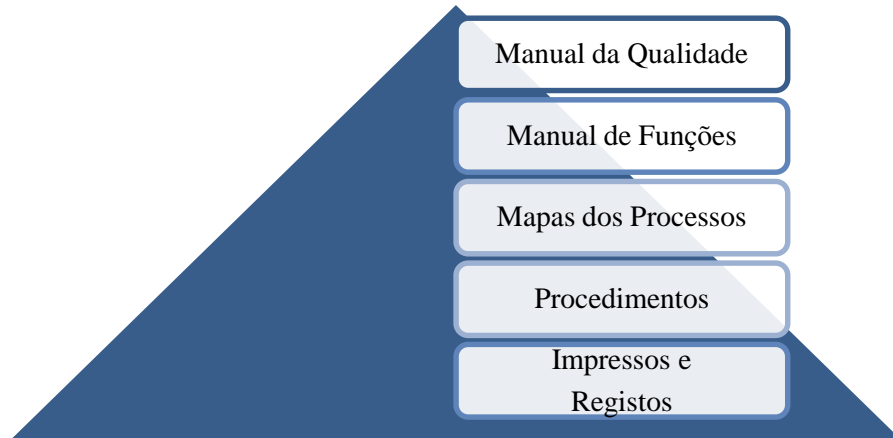 Manual da Qualidade
Manual de Funções
Mapas dos Processos
Procedimentos
Impressos e
Registos